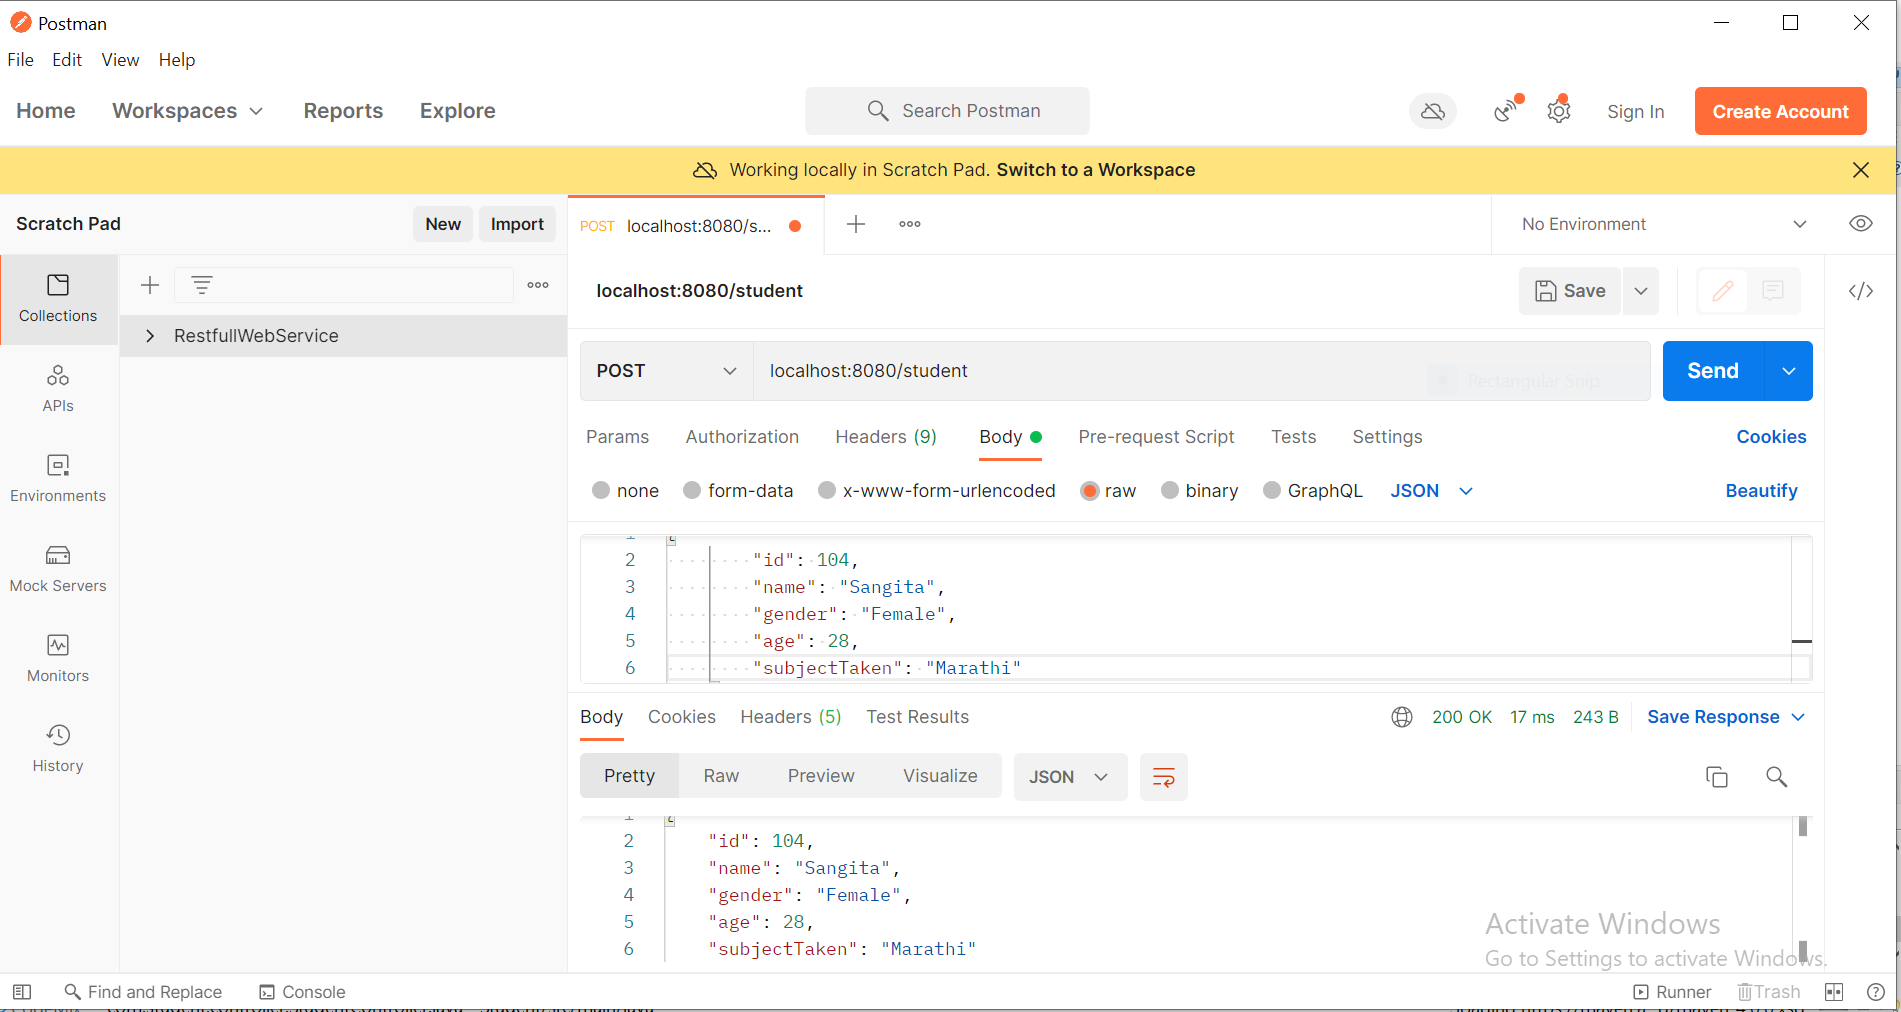 Postman
File Edit View Help
Home Workspaces Reports Explore Search Postman Sign In Create Account
Working locally in Scratch Pad. Switch to a Workspace
Scratch Pad New Import POST localhost:8080/s... No Environment
Collections
RestfullWebService
localhost:8080/student Save
POST localhost:8080/student Rectangular Snip Send
APIs
Params Authorization Headers (9) Body Pre-request Script Tests Settings Cookies
none form-data x-www-form-urlencoded raw binary GraphQL JSON Beautify
Environments
1 {
2 "id": 104,
3 "name": "Sangita",
4 "gender": "Female",
5 "age": 28,
6 "subjectTaken": "Marathi"
Mock Servers
Monitors
Body Cookies Headers (5) Test Results 200 OK 17 ms 243 B Save Response
History
Pretty Raw Preview Visualize JSON
1 {
2 "id": 104,
3 "name": "Sangita",
4 "gender": "Female",
5 "age": 28,
6 "subjectTaken": "Marathi"
Activate Windows
Go to Settings to activate Windows.
Find and Replace Console Runner Trash